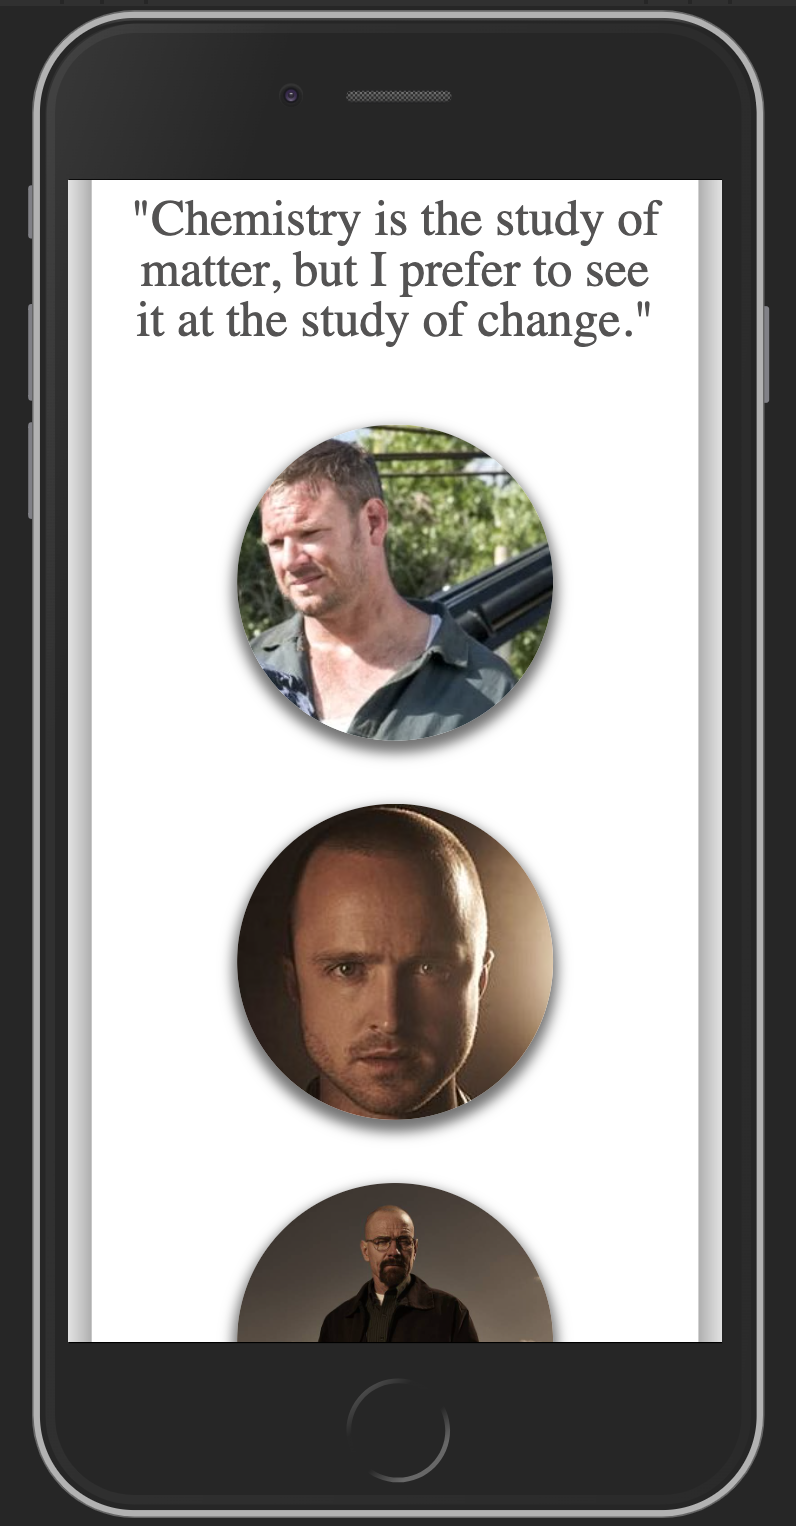 "Chemistry is the study of
matter, but I prefer to see
it at the study of change."